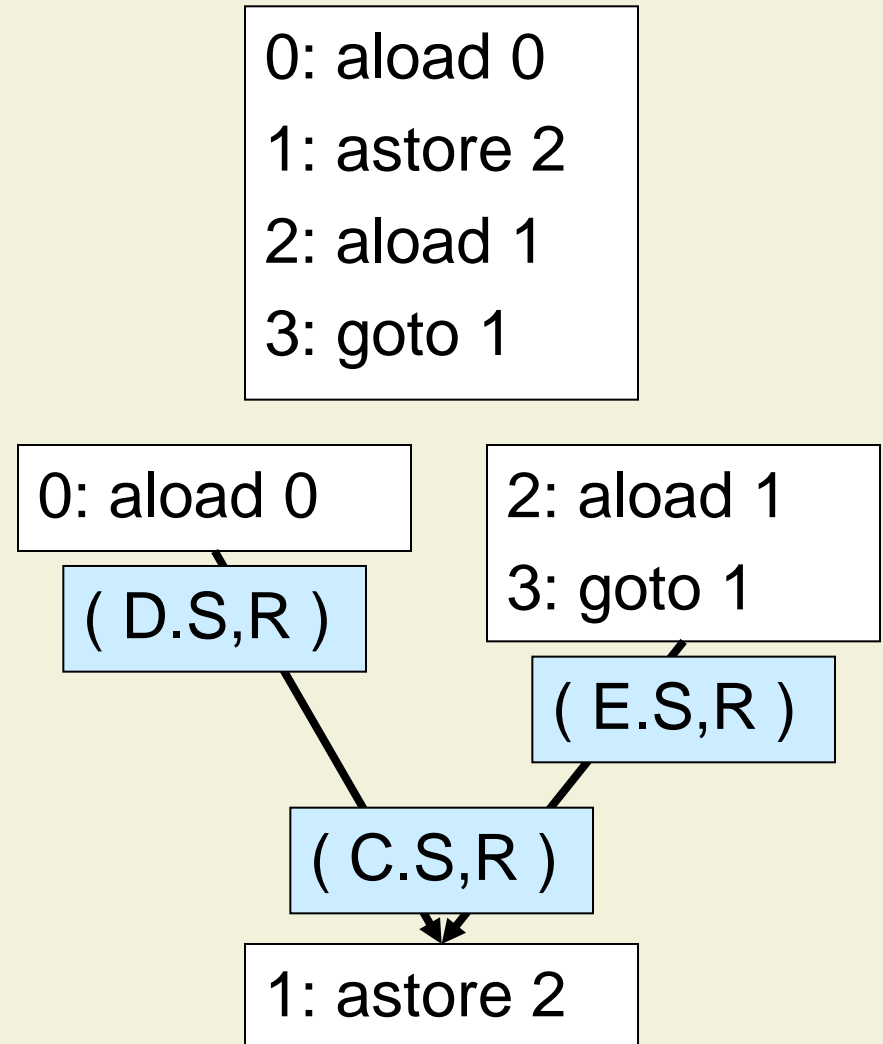 0: aload 0
1: astore 2
2: aload 1
3: goto 1
0: aload 0
2: aload 1
3: goto 1
( D.S,R )
( E.S,R )
( C.S,R )
1: astore 2